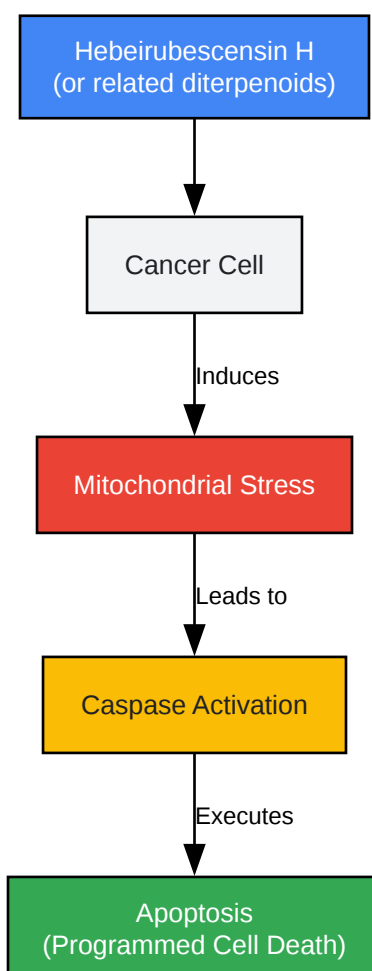 Hebeirubescensin H
(or related diterpenoids)
Cancer Cell
Induces
Mitochondrial Stress
Leads to
Caspase Activation
Executes
Apoptosis
(Programmed Cell Death)